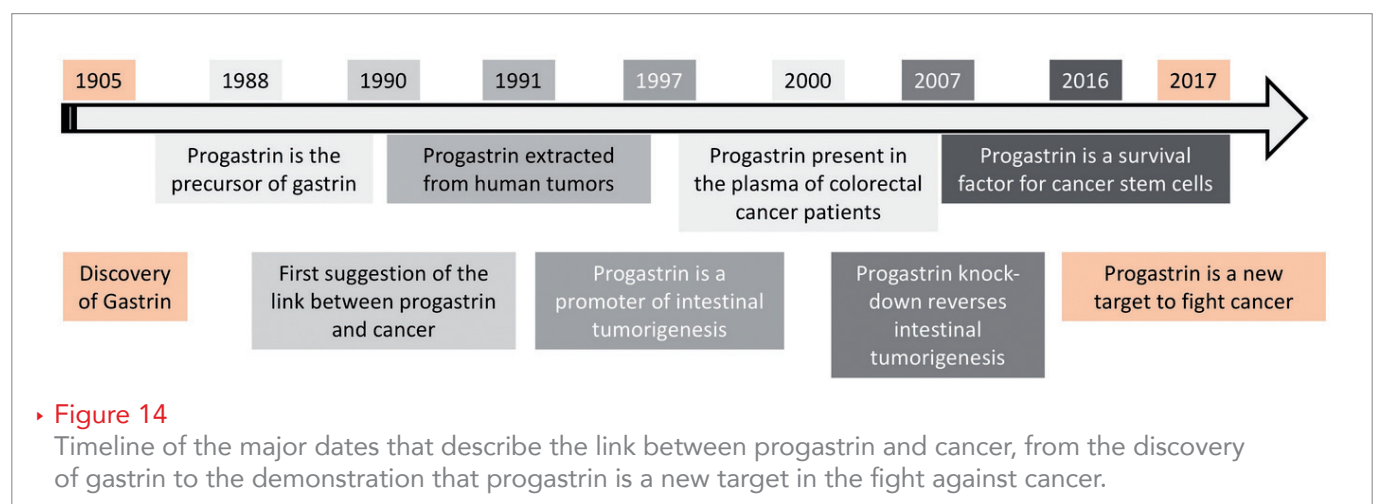 1905
1988
1990
1991
1997
2000
2007
2016
2017
Progastrin is the
precursor of gastrin
Progastrin extracted
from human tumors
Progastrin present in
the plasma of colorectal
cancer patients
Progastrin is a survival
factor for cancer stem cells
Discovery
of Gastrin
First suggestion of the
link between progastrin
and cancer
Progastrin is a
promoter of intestinal
tumorigenesis
Progastrin knock-
down reverses
intestinal
tumorigenesis
Progastrin is a new
target to fight cancer
Figure 14
Timeline of the major dates that describe the link between progastrin and cancer, from the discovery
of gastrin to the demonstration that progastrin is a new target in the fight against cancer.